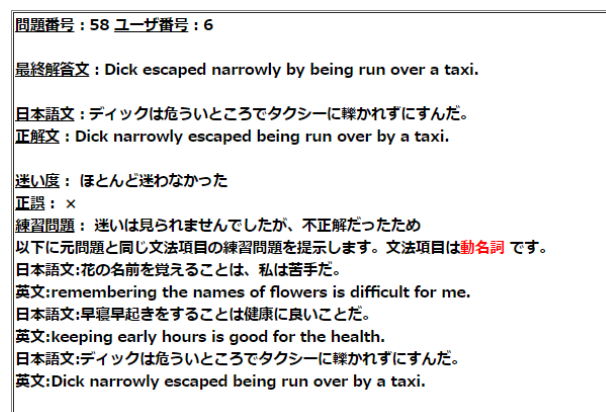 問題番号：58 ユーザ番号：6
最終解答文：Dick escaped narrowly by being run over a taxi.
日本語文：ディックは危ういところでタクシーに轢かれずにすんだ。
正解文：Dick narrowly escaped being run over by a taxi.
迷い度： ほとんど迷わなかった
正誤： ×
練習問題： 迷いは見られませんでしたが、不正解だったため
以下に元問題と同じ文法項目の練習問題を提示します。文法項目は動名詞 です。
日本語文:花の名前を覚えることは、私は苦手だ。
英文:remembering the names of flowers is difficult for me.
日本語文:早寝早起きをすることは健康に良いことだ。
英文:keeping early hours is good for the health.
日本語文:ディックは危ういところでタクシーに轢かれずにすんだ。
英文:Dick narrowly escaped being run over by a taxi.